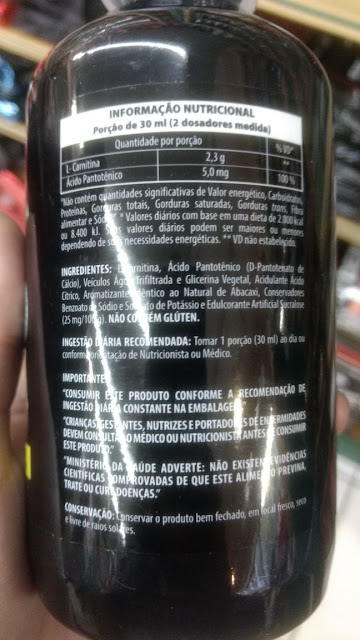 INFORMAÇÃO NUTRICIONAL
Porção de 30 ml (2 dosadores medida)
Quantidade por porção % VD*
L- Carnitina 2,3 g **
Ácido Pantotênico 5,0 mg 100 %
*Não contém quantidades significativas de Valor energético, Carboidratos,
Proteínas, Gorduras totais, Gorduras saturadas, Gorduras trans, Fibra
alimentar e Sódio." * Valores diários com base em uma dieta de 2.000 kcal
ou 8.400 kJ. Seus valores diários podem ser maiores ou menores
dependendo de suas necessidades energéticas. ** VD não estabelecido.
INGREDIENTES: L-Carnitina, Ácido Pantotênico (D-Pantotenato de
Cálcio), Veículos Água Trifiltrada e Glicerina Vegetal, Acidulante Ácido
Cítrico, Aromatizante Idêntico ao Natural de Abacaxi, Conservadores
Benzoato de Sódio e Sorbato de Potássio e Edulcorante Artificial Sucralose
(25 mg/100g). NÃO CONTÉM GLÚTEN.
INGESTÃO DIÁRIA RECOMENDADA: Tomar 1 porção (30 ml) ao dia ou
conforme orientação de Nutricionista ou Médico.
IMPORTANTE:
"CONSUMIR ESTE PRODUTO CONFORME A RECOMENDAÇÃO DE
INGESTÃO DIÁRIA CONSTANTE NA EMBALAGEM."
"CRIANÇAS, GESTANTES, NUTRIZES E PORTADORES DE ENFERMIDADES
DEVEM CONSULTAR O MÉDICO OU NUTRICIONISTA ANTES DE CONSUMIR
ESTE PRODUTO."
"MINISTÉRIO DA SAÚDE ADVERTE: NÃO EXISTEM EVIDÊNCIAS
CIENTÍFICAS COMPROVADAS DE QUE ESTE ALIMENTO PREVINA,
TRATE OU CURE DOENÇAS."
CONSERVAÇÃO: Conservar o produto bem fechado, em local fresco, seco
e livre de raios solares.